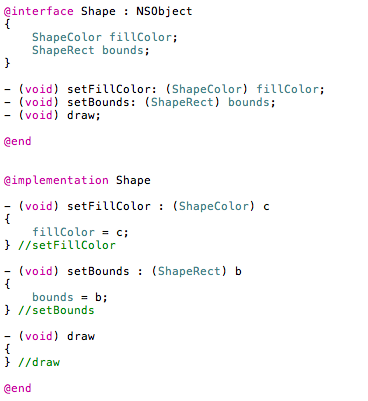 @interface Shape : NSObject
{
    ShapeColor fillColor;
    ShapeRect bounds;
}
- (void) setFillColor: (ShapeColor) fillColor;
- (void) setBounds: (ShapeRect) bounds;
- (void) draw;
@end
@implementation Shape
- (void) setFillColor : (ShapeColor) c
{
    fillColor = c;
} //setFillColor
- (void) setBounds : (ShapeRect) b
{
    bounds = b;
} //setBounds
- (void) draw
{
} //draw
@end